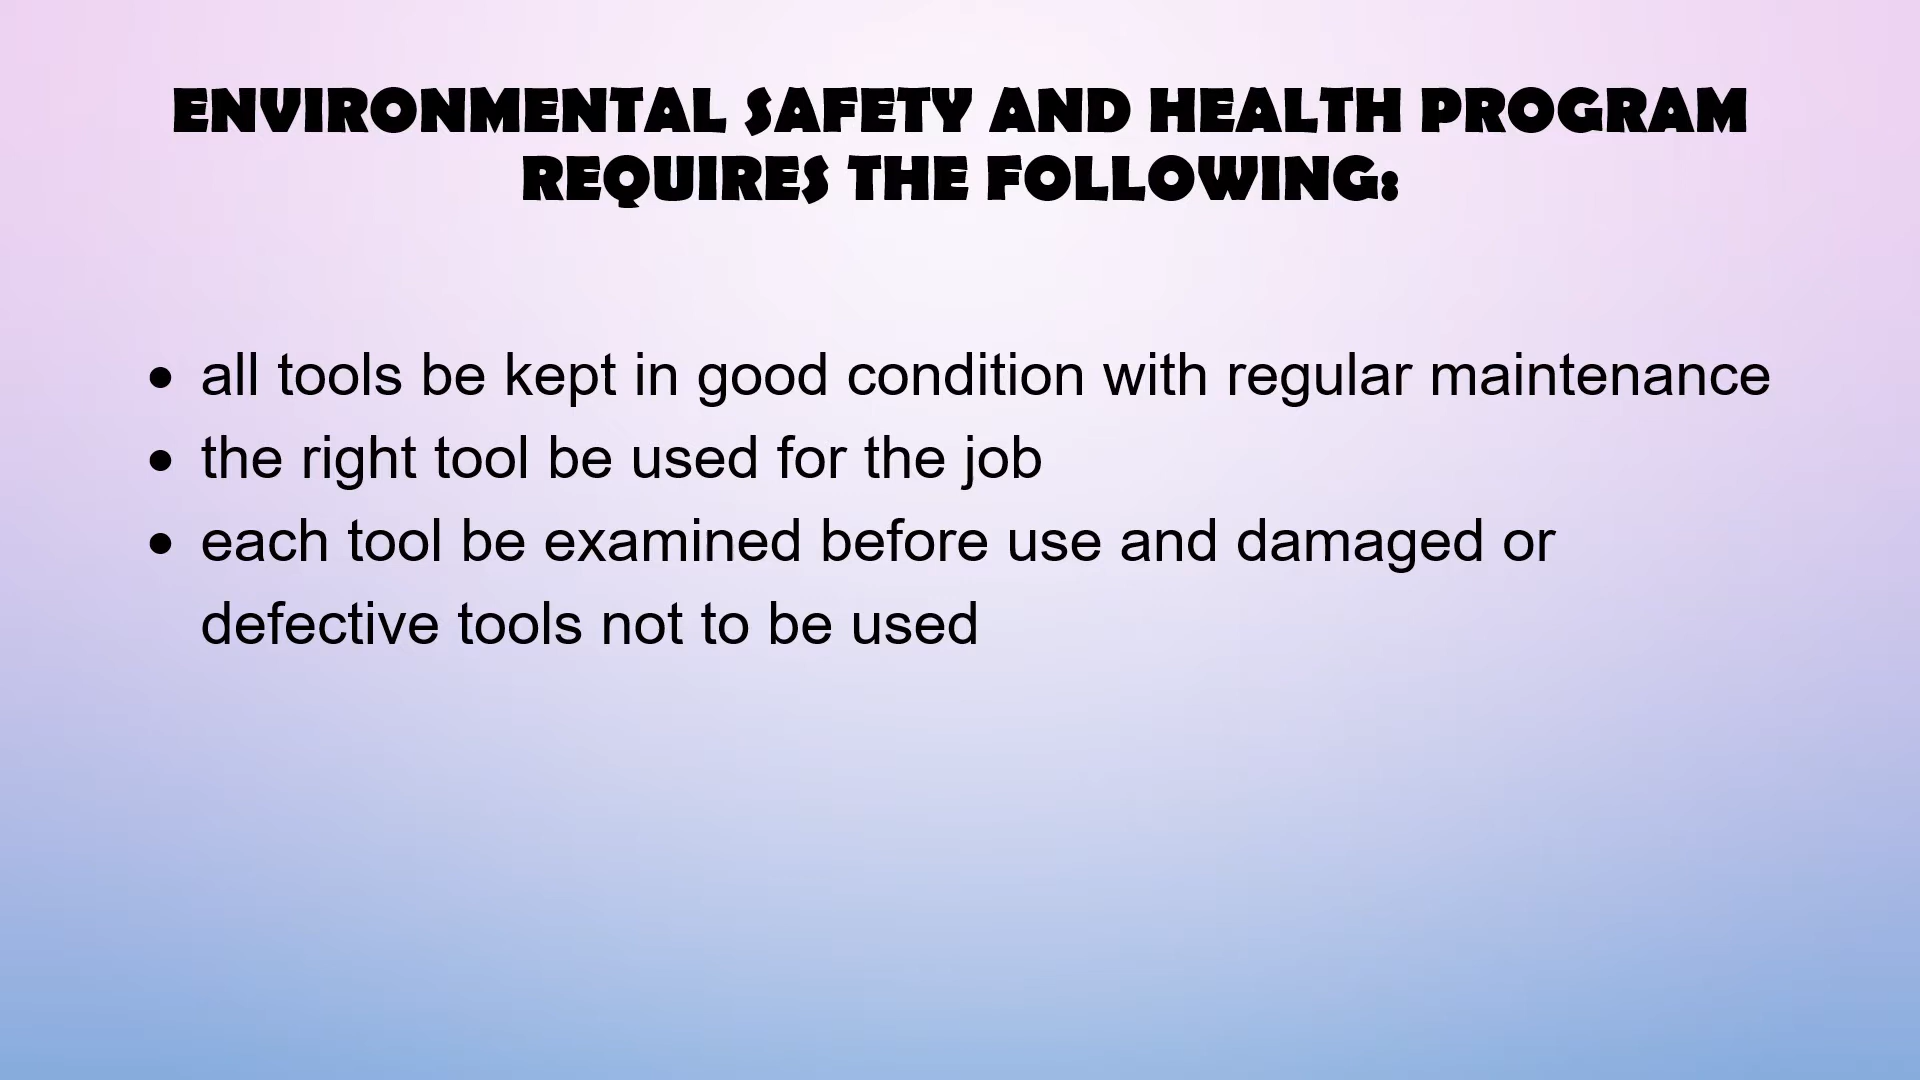 ENVIRONMENTAL SAFETY AND HEALTH PROGRAM
REQUIRES THE FOLLOWING:
• all tools be kept in good condition with regular maintenance
• the right tool be used for the job
• each tool be examined before use and damaged or
defective tools not to be used